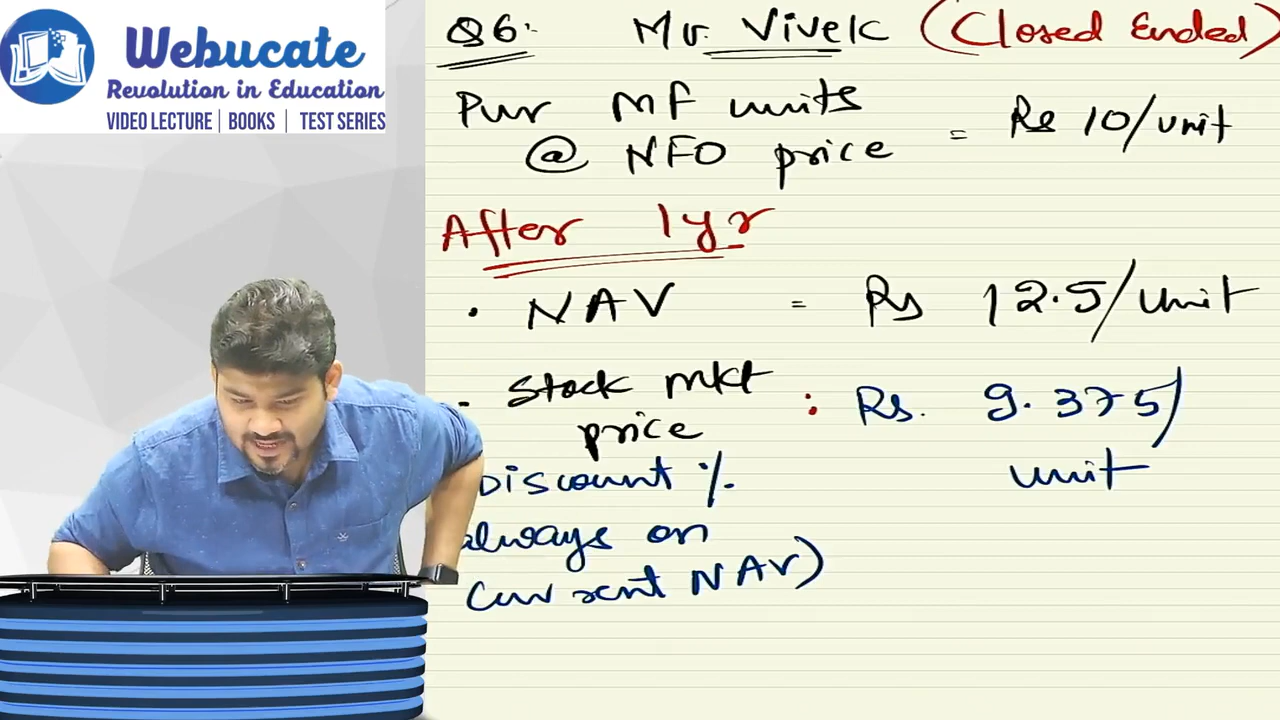 Webucate
Revolution in Education
VIDEO LECTURE | BOOKS | TEST SERIES
Q6: Mr. Vivek (Closed Ended)
Pur MF units
@ NFO price = Rs 10/unit
After 1yr
• NAV = Rs 12.5/unit
• Stock mkt
price : Rs. 9.375/
unit
Discount %
always on
Current NAV)